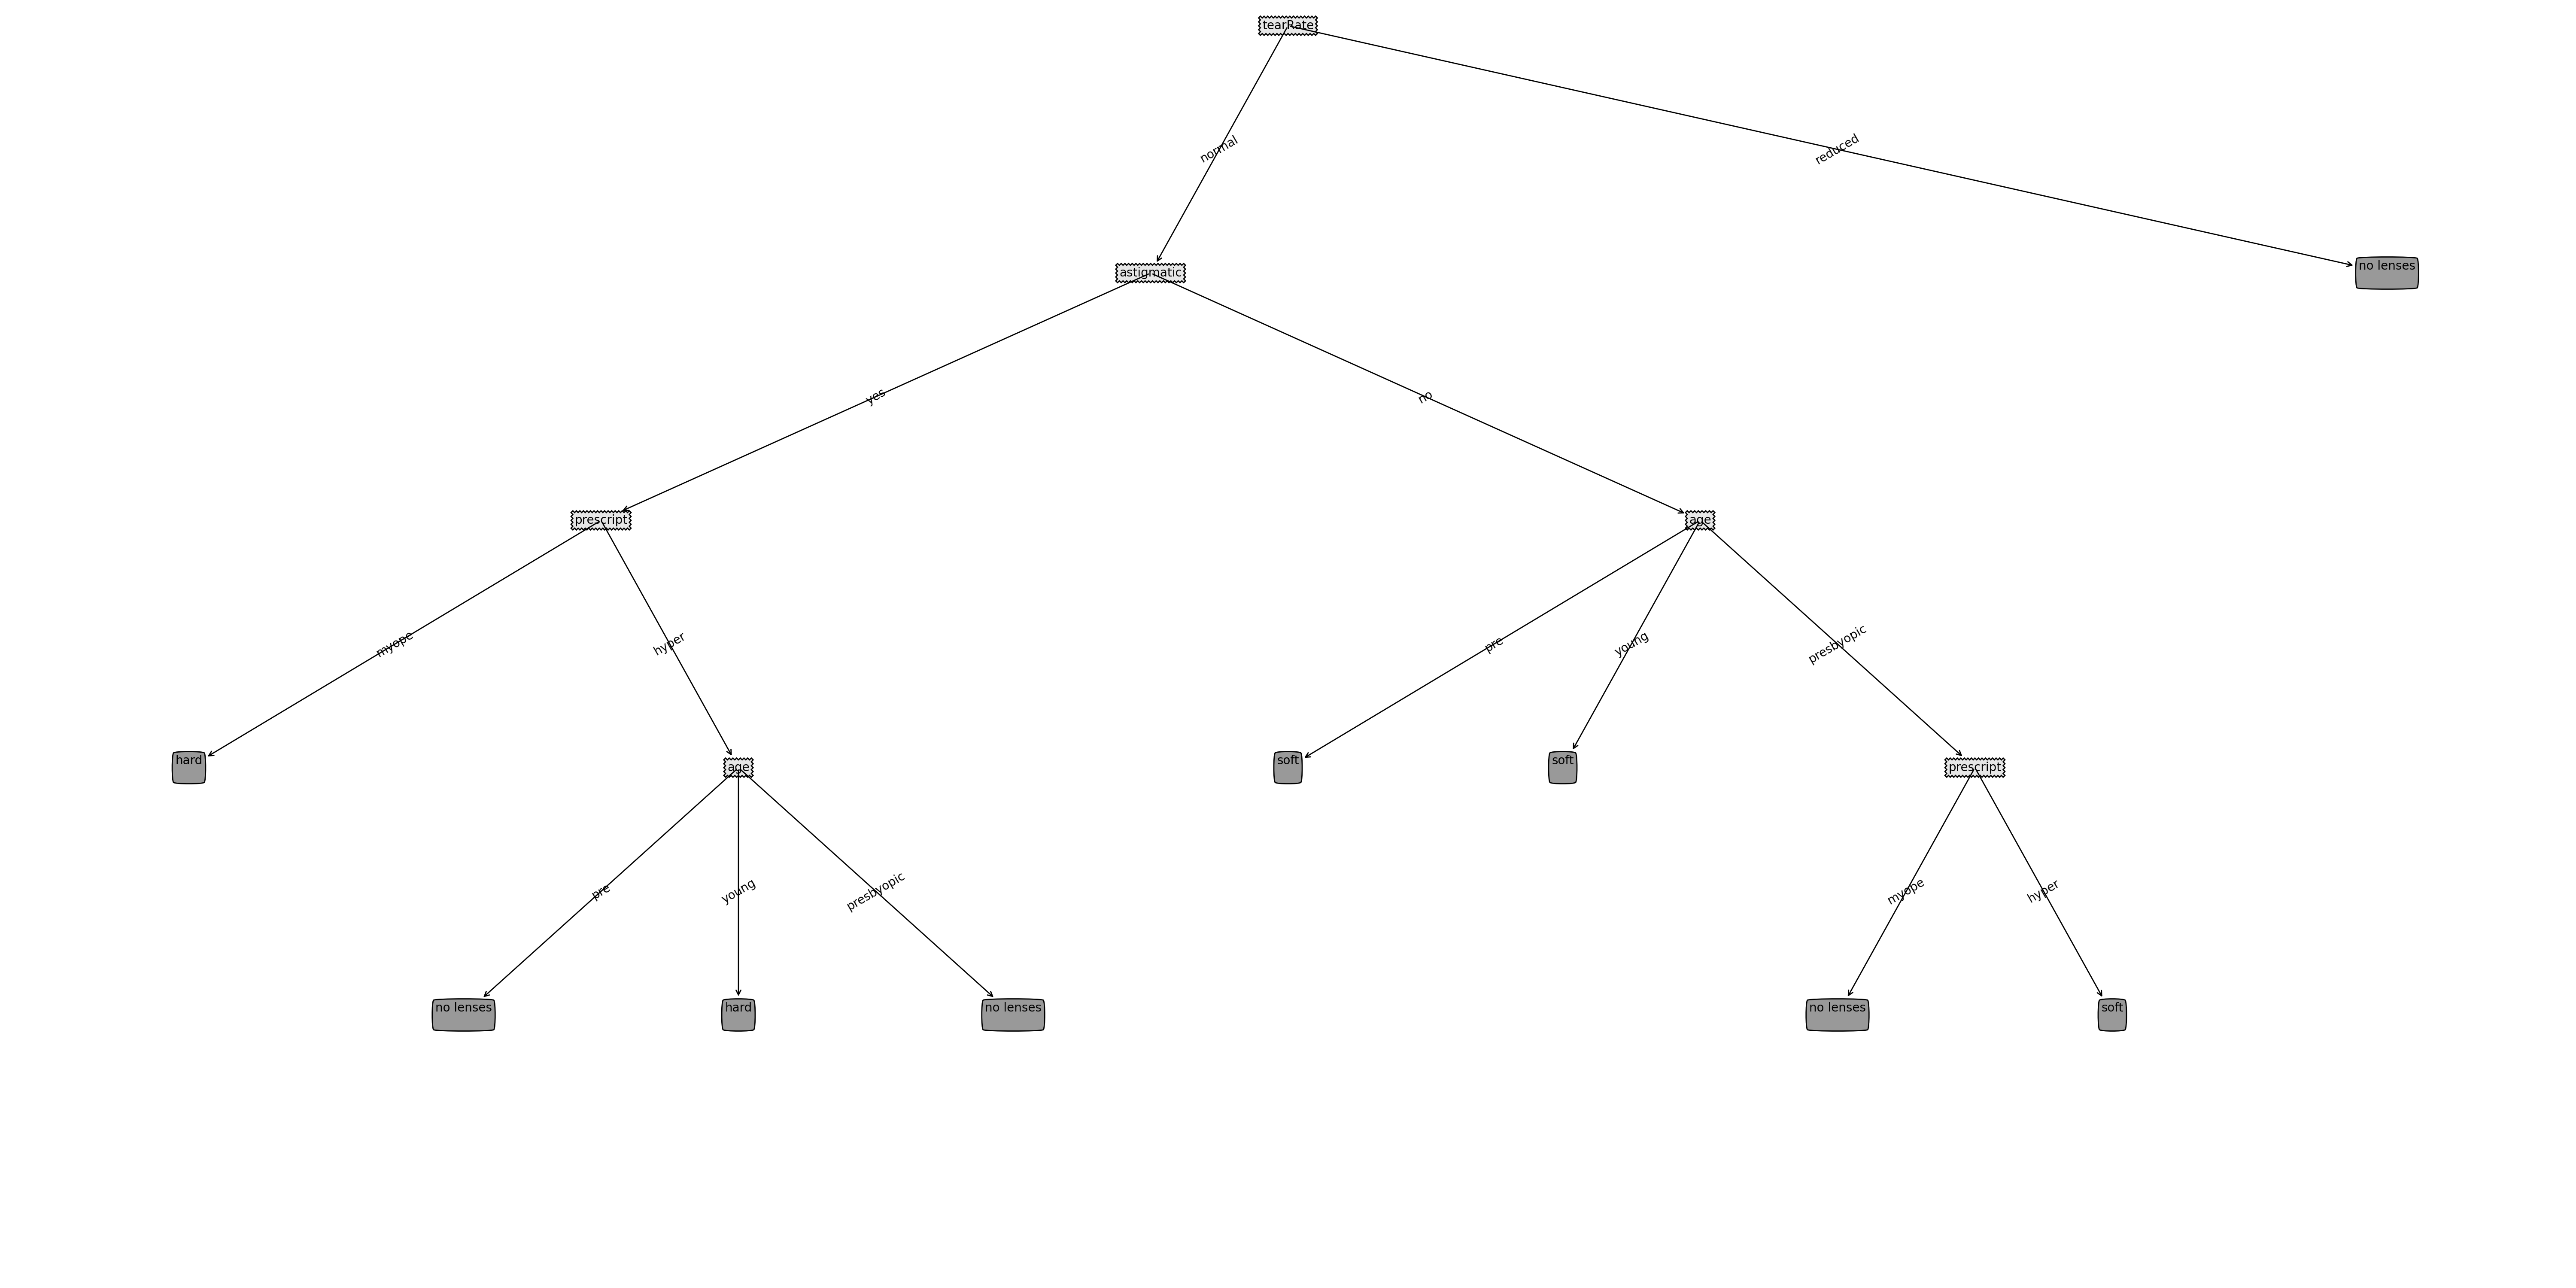 tearRate
normal
reduced
astigmatic
no lenses
yes
no
prescript
age
myope
hyper
pre
young
presbyopic
hard
age
soft
soft
prescript
pre
young
presbyopic
myope
hyper
no lenses
hard
no lenses
no lenses
soft